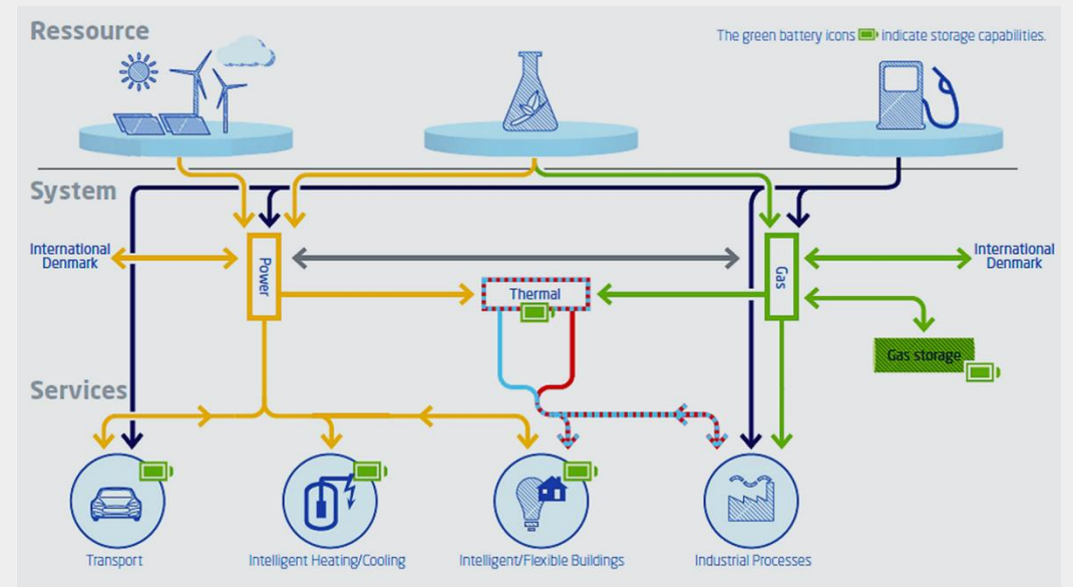 Ressource
The green battery icons indicate storage capabilities.
System
International
Denmark
Power
Thermal
Gas
International
Denmark
Gas storage
Services
Transport
Intelligent Heating/Cooling
Intelligent/Flexible Buildings
Industrial Processes